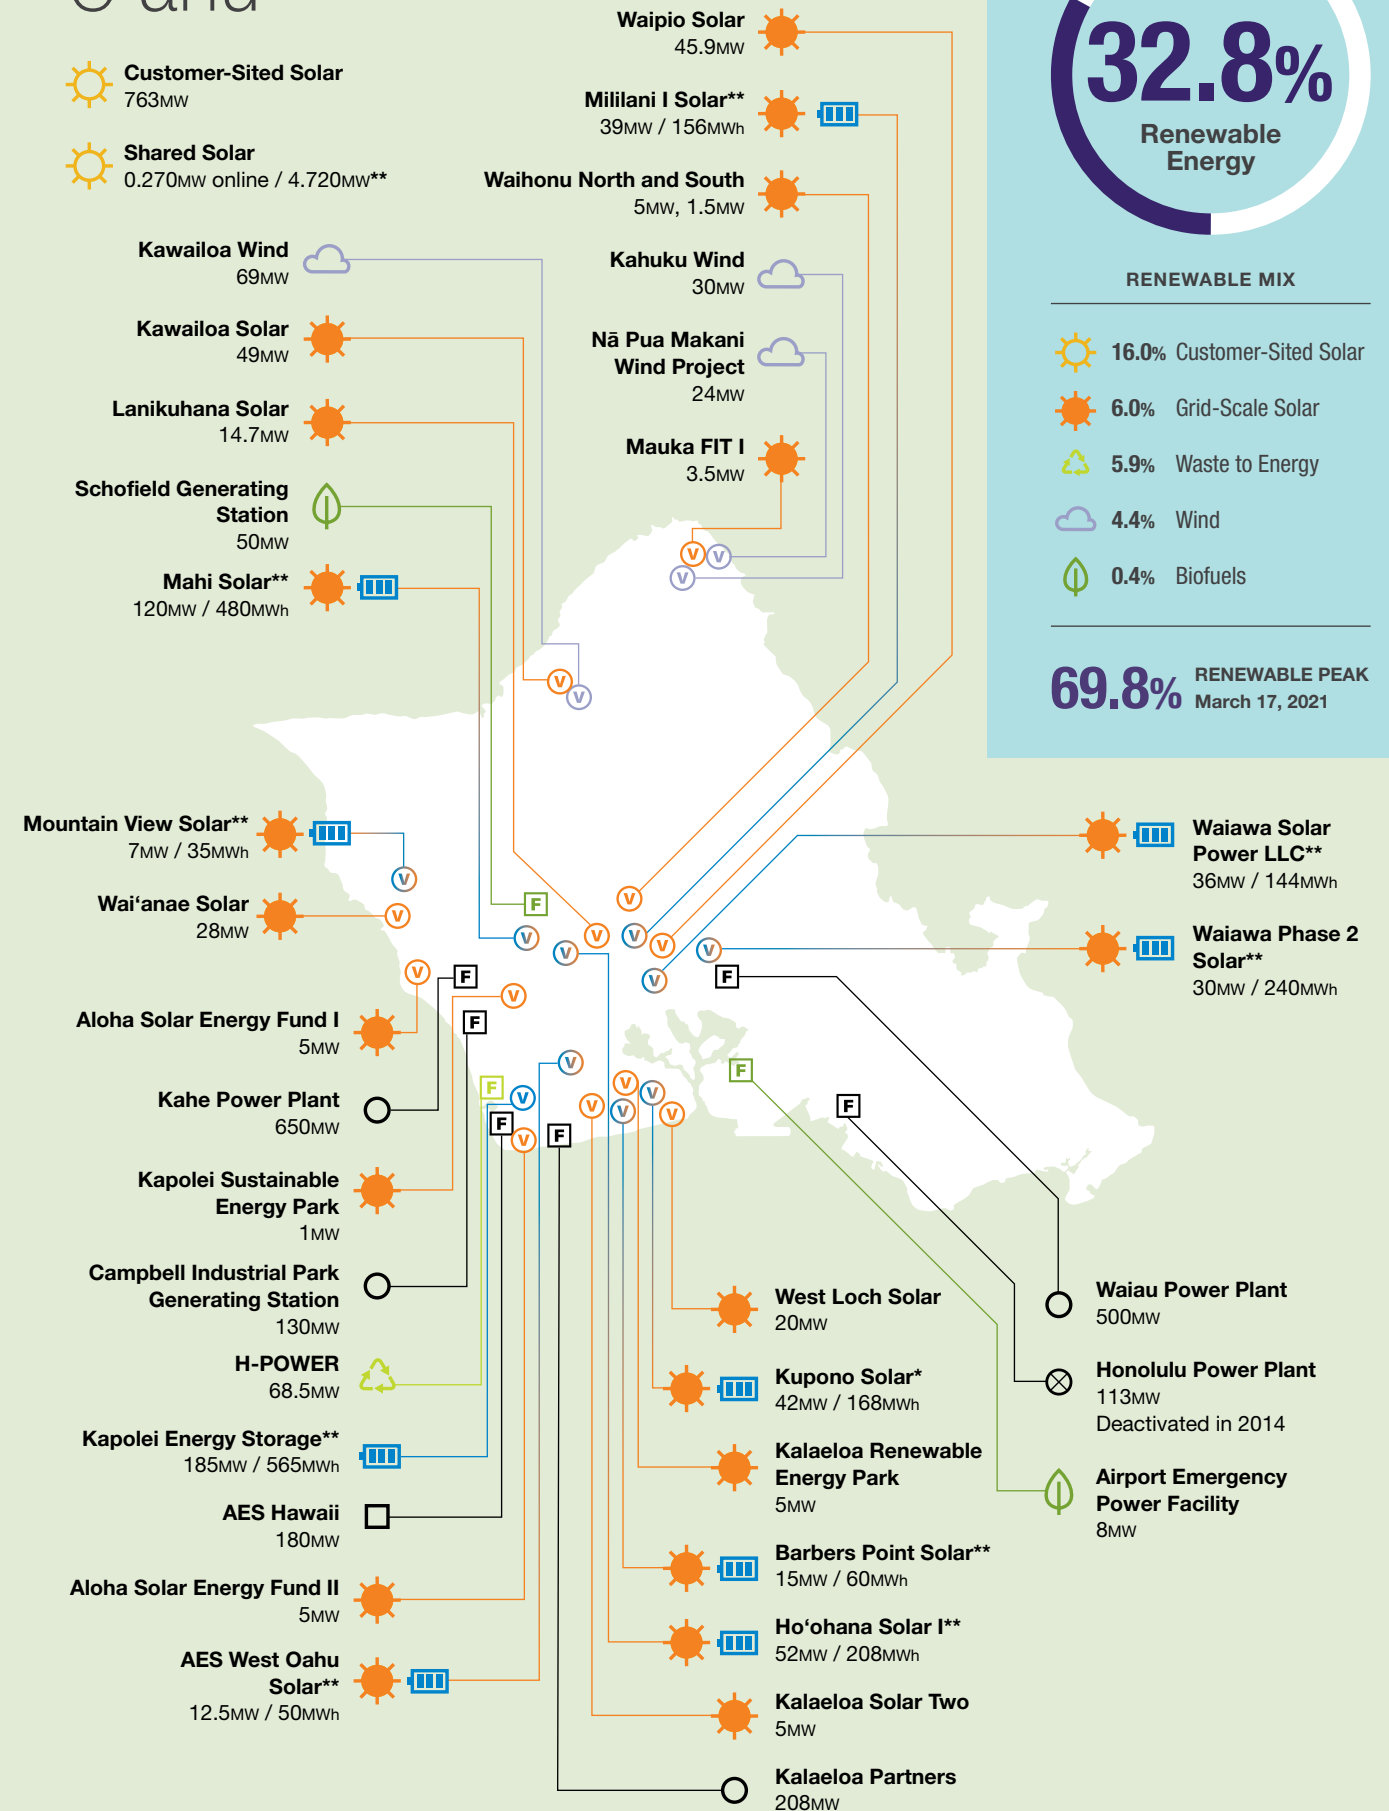 Customer-Sited Solar
763MW
Shared Solar
0.270MW online / 4.720MW**
Kawailoa Wind
69MW
Kawailoa Solar
49MW
Lanikuhana Solar
14.7MW
Schofield Generating
Station
50MW
Mahi Solar**
120MW / 480MWh
Waipio Solar
45.9MW
Mililani I Solar**
39MW / 156MWh
Waihonu North and South
5MW, 1.5MW
Kahuku Wind
30MW
Nā Pua Makani
Wind Project
24MW
Mauka FIT I
3.5MW
32.8%
Renewable
Energy
RENEWABLE MIX
16.0% Customer-Sited Solar
6.0% Grid-Scale Solar
5.9% Waste to Energy
4.4% Wind
0.4% Biofuels
69.8% RENEWABLE PEAK
March 17, 2021
V
V
V
V
V
Mountain View Solar**
7MW / 35MWh
Wai‘anae Solar
28MW
Aloha Solar Energy Fund I
5MW
Kahe Power Plant
650MW
Kapolei Sustainable
Energy Park
1MW
Campbell Industrial Park
Generating Station
130MW
H-POWER
68.5MW
Kapolei Energy Storage**
185MW / 565MWh
AES Hawaii
180MW
Aloha Solar Energy Fund II
5MW
AES West Oahu
Solar**
12.5MW / 50MWh
V
V
F
V
V
V
V
V
V
V
V
V
F
F
V
F
V
F
F
V
V
V
F
V
V
V
V
F
V
F
Waiawa Solar
Power LLC**
36MW / 144MWh
Waiawa Phase 2
Solar**
30MW / 240MWh
West Loch Solar
20MW
Kupono Solar*
42MW / 168MWh
Kalaeloa Renewable
Energy Park
5MW
Barbers Point Solar**
15MW / 60MWh
Ho‘ohana Solar I**
52MW / 208MWh
Kalaeloa Solar Two
5MW
Kalaeloa Partners
208MW
Waiau Power Plant
500MW
Honolulu Power Plant
113MW
Deactivated in 2014
Airport Emergency
Power Facility
8MW